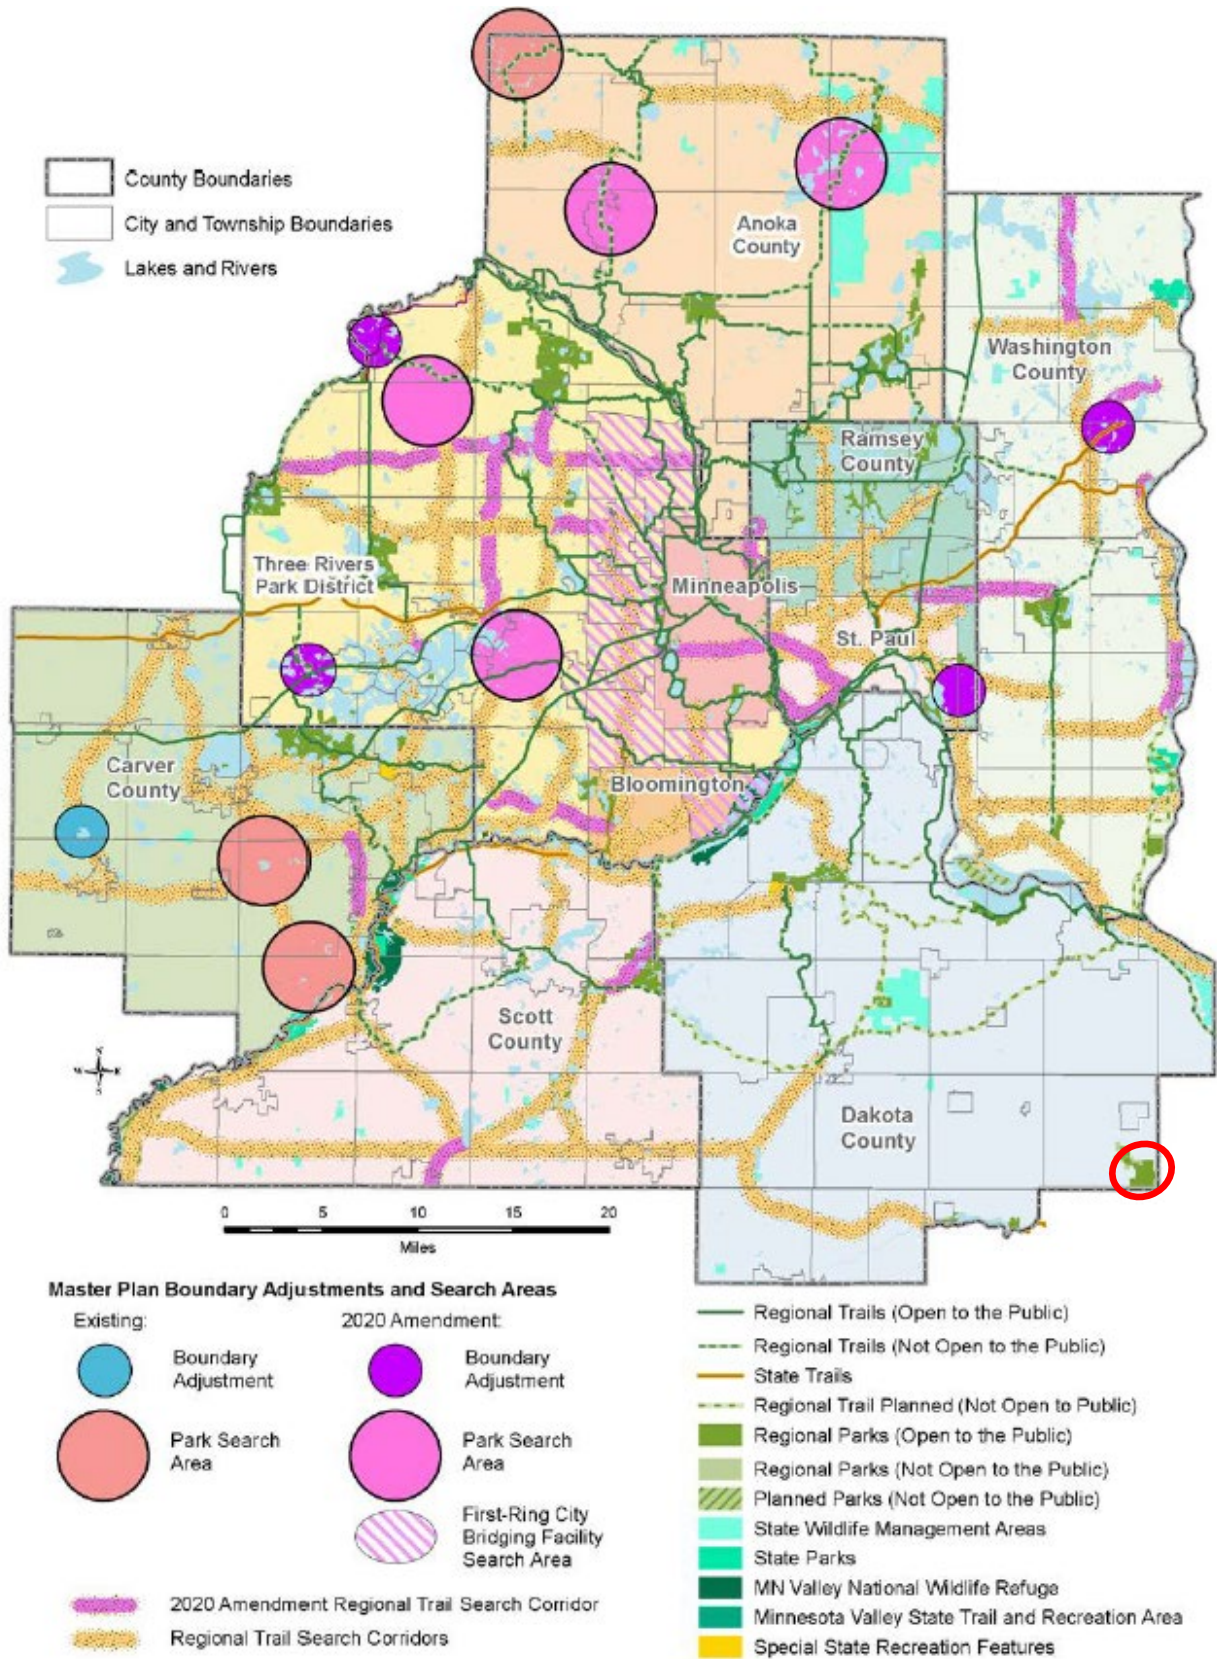 County Boundaries
City and Township Boundaries
Lakes and Rivers
Anoka
County
Washington
County
Ramsey
County
Three Rivers
Park District
Minneapolis
St. Paul
Carver
County
Bloomington
Scott
County
Dakota
County
0 5 10 15 20
Miles
Master Plan Boundary Adjustments and Search Areas
Existing:
Boundary
Adjustment
Park Search
Area
2020 Amendment:
Boundary
Adjustment
Park Search
Area
First-Ring City
Bridging Facility
Search Area
2020 Amendment Regional Trail Search Corridor
Regional Trail Search Corridors
Regional Trails (Open to the Public)
Regional Trails (Not Open to the Public)
State Trails
Regional Trail Planned (Not Open to Public)
Regional Parks (Open to the Public)
Regional Parks (Not Open to the Public)
Planned Parks (Not Open to the Public)
State Wildlife Management Areas
State Parks
MN Valley National Wildlife Refuge
Minnesota Valley State Trail and Recreation Area
Special State Recreation Features